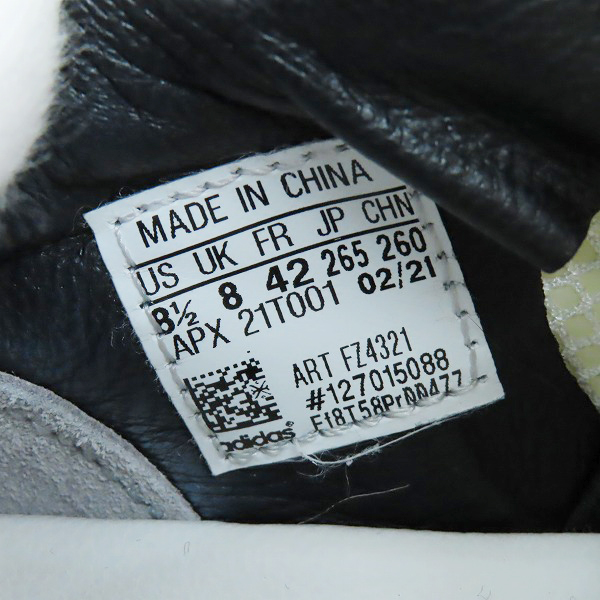 MADE IN CHINA
US UK FR JP CHN
8½ 8 42 265 260
APX 21T001 02/21
ART FZ4321
#127015088
adidas